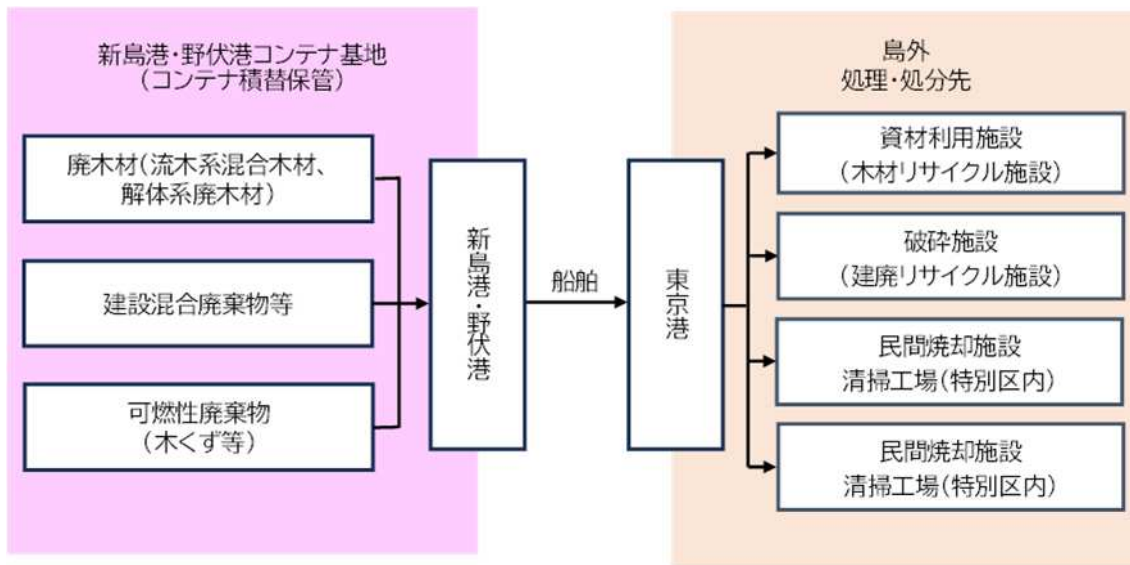 新島港・野伏港コンテナ基地
(コンテナ積替保管)
廃木材(流木系混合木材、
解体系廃木材)
建設混合廃棄物等
可燃性廃棄物
(木くず等)
新島港・野伏港
船舶
東京港
島外
処理・処分先
資材利用施設
(木材リサイクル施設)
破砕施設
(建廃リサイクル施設)
民間焼却施設
清掃工場(特別区内)
民間焼却施設
清掃工場(特別区内)